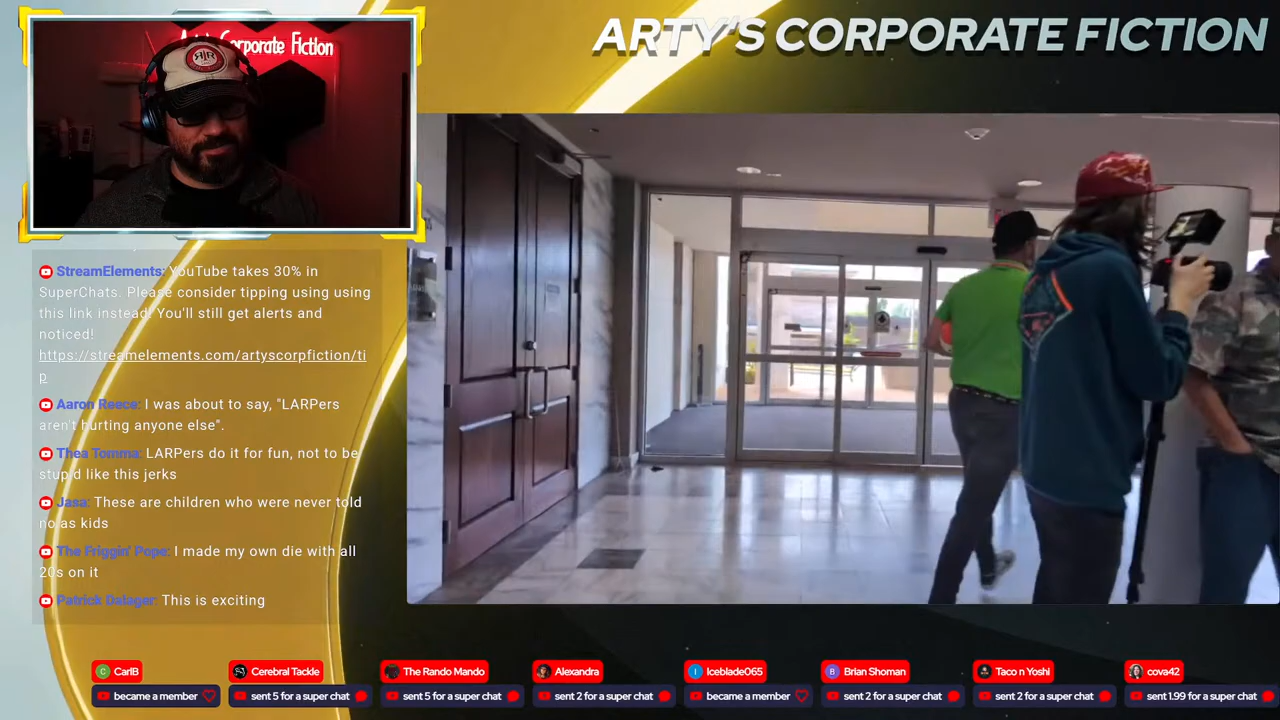 ARTY'S CORPORATE FICTION
Arty's Corporate Fiction
StreamElements: YouTube takes 30% in
SuperChats. Please consider tipping using using
this link instead. You'll still get alerts and
noticed!
https://streamelements.com/artyscorpfiction/ti
p
Aaron Reece: I was about to say, "LARPers
aren't hurting anyone else".
Thea Tomma: LARPers do it for fun, not to be
stupid like this jerks
Jasa: These are children who were never told
no as kids
The Friggin' Pope: I made my own die with all
20s on it
Patrick Dalager: This is exciting
C CarlB
became a member
Cerebral Tackle
sent 5 for a super chat
The Rando Mando
sent 5 for a super chat
Alexandra
sent 2 for a super chat
I Iceblade065
became a member
B Brian Shoman
sent 2 for a super chat
Taco n Yoshi
sent 2 for a super chat
cova42
sent 1.99 for a super chat